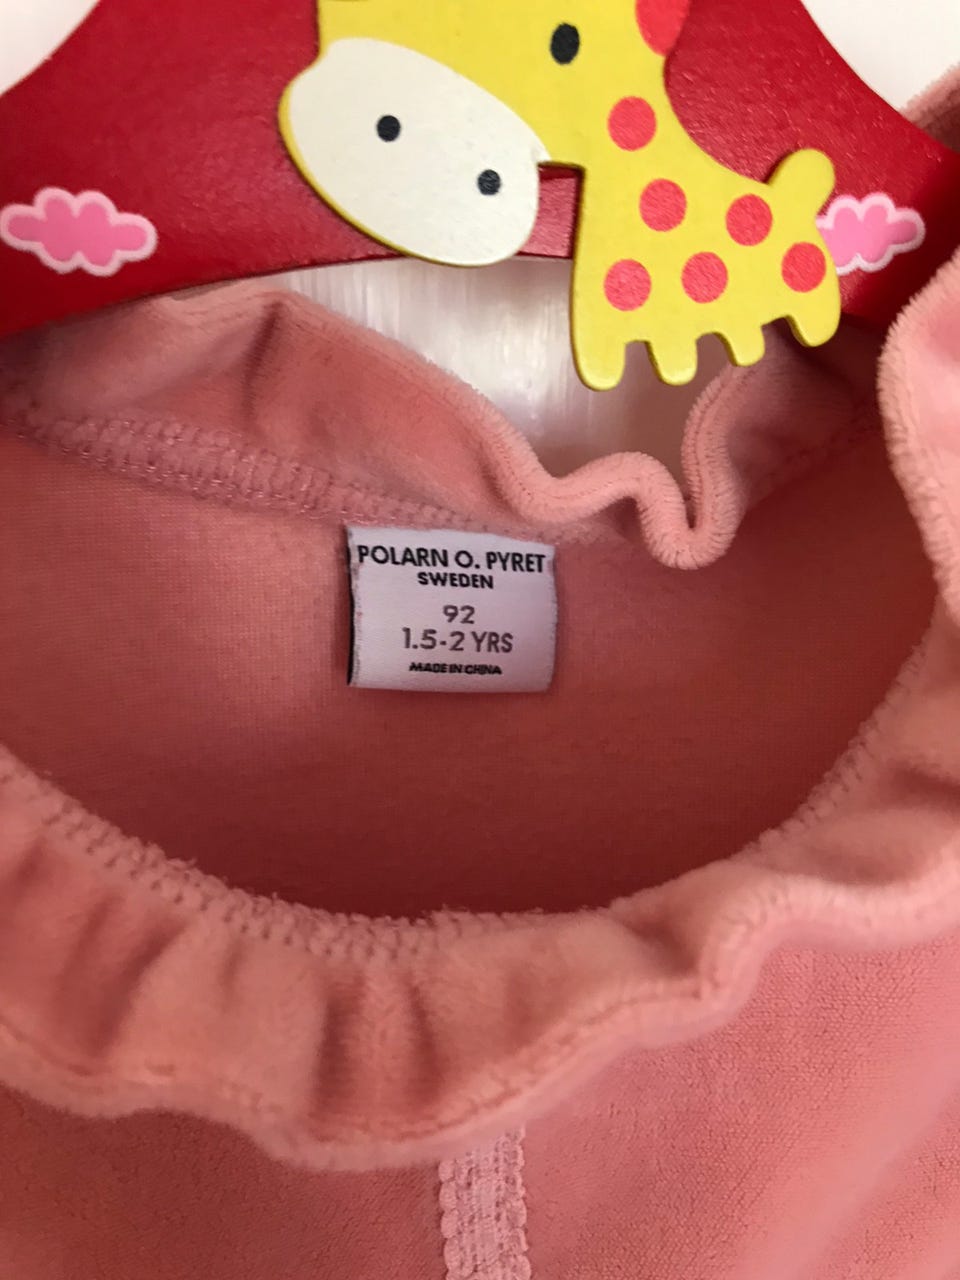 POLARN O. PYRET
SWEDEN
92
1.5-2 YRS
MADE IN CHINA